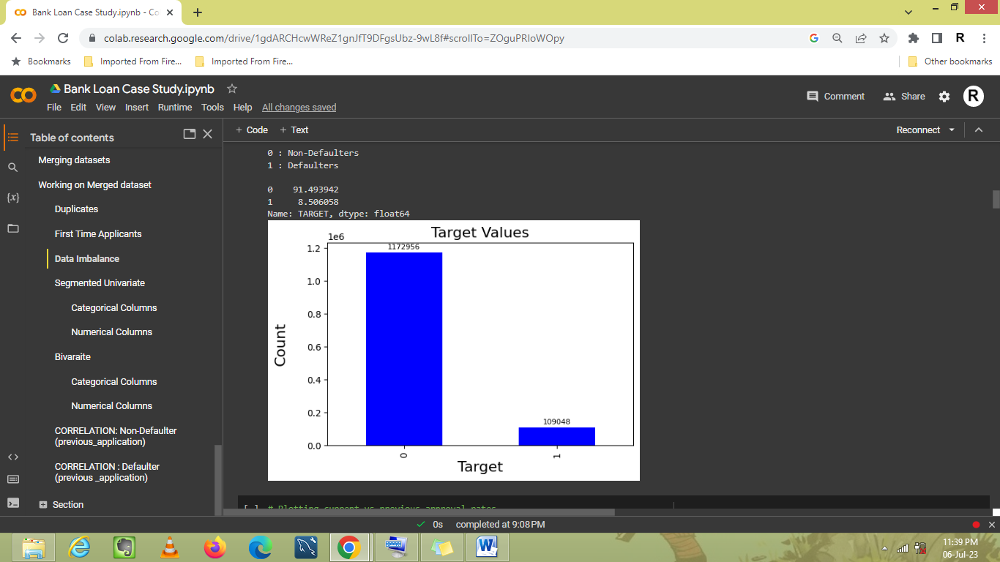 Bank Loan Case Study.ipynb - Co
colab.research.google.com/drive/1gdARCHcwWReZ1gnJfT9DFgsUbz-9wL8f#scrollTo=ZOguPRIoWOpy
R
Bookmarks
Imported From Fire...
Imported From Fire...
Other bookmarks
Bank Loan Case Study.ipynb
File Edit View Insert Runtime Tools Help All changes saved
Comment
Share
R
Table of contents
Merging datasets
Working on Merged dataset
Duplicates
First Time Applicants
Data Imbalance
Segmented Univariate
Categorical Columns
Numerical Columns
Bivaraite
Categorical Columns
Numerical Columns
CORRELATION: Non-Defaulter
(previous_application)
CORRELATION : Defaulter
(previous _application)
Section
+ Code + Text
Reconnect
0 : Non-Defaulters
1 : Defaulters
0 91.493942
1 8.506058
Name: TARGET, dtype: float64
Target Values
1e6
1.2
1.0
0.8
0.6
0.4
0.2
0.0
Count
1172956
109048
0
1
Target
[ ] # Plotting current vs previous approval rates
0s completed at 9:08 PM
11:39 PM
06-Jul-23